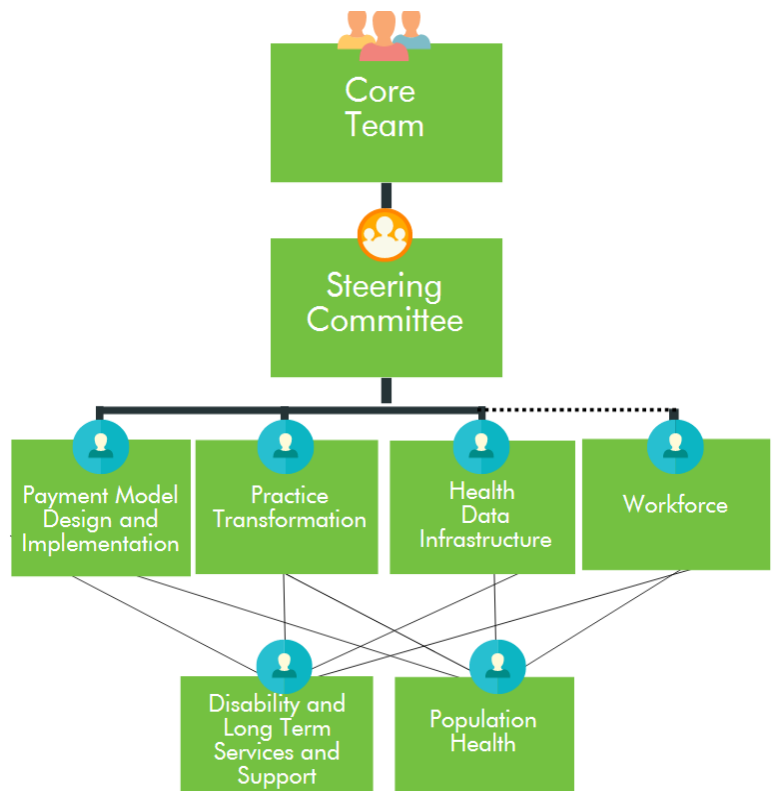 Core
Team
Steering
Committee
Payment Model
Design and
Implementation
Practice
Transformation
Health
Data
Infrastructure
Workforce
Disability and
Long Term
Services and
Support
Population
Health